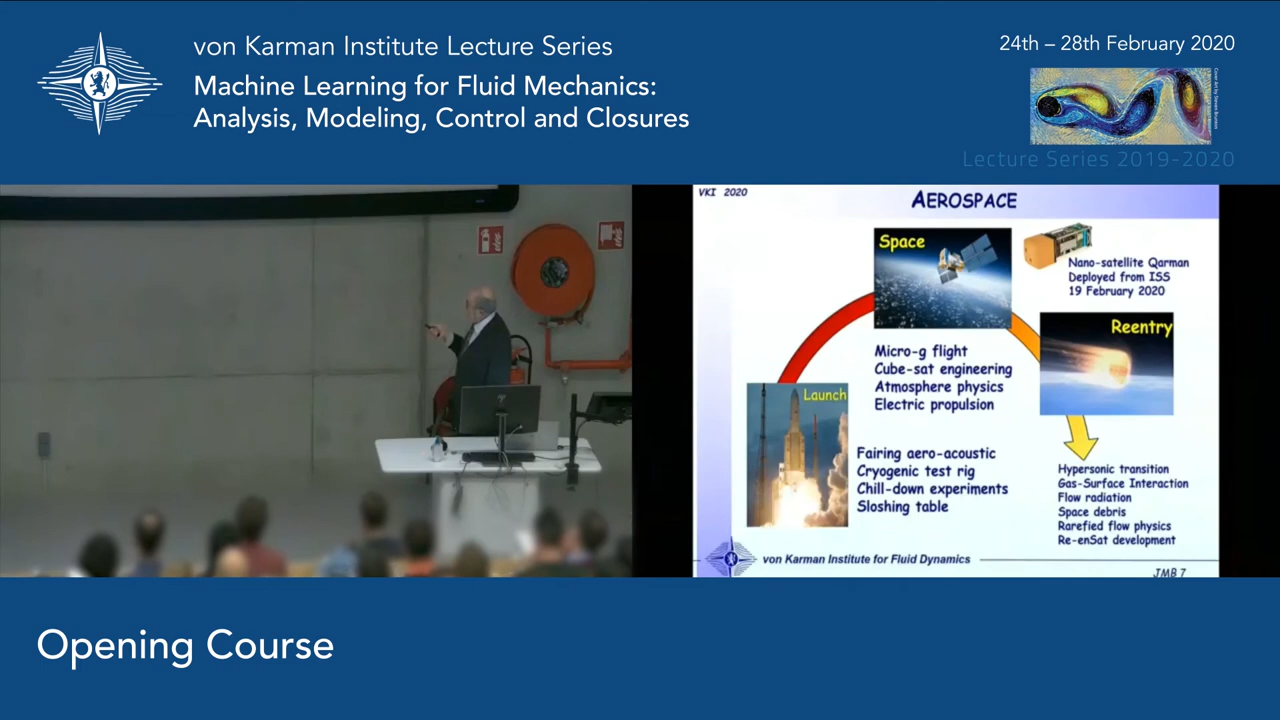 von Karman Institute Lecture Series
Machine Learning for Fluid Mechanics:
Analysis, Modeling, Control and Closures
24th – 28th February 2020
Lecture Series 2019-2020
VKI 2020
AEROSPACE
Space
Nano-satellite Qarman
Deployed from ISS
19 February 2020
Reentry
Micro-g flight
Cube-sat engineering
Atmosphere physics
Electric propulsion
Launch
Fairing aero-acoustic
Cryogenic test rig
Chill-down experiments
Sloshing table
Hypersonic transition
Gas-Surface Interaction
Flow radiation
Space debris
Rarefied flow physics
Re-enSat development
von Karman Institute for Fluid Dynamics
JMB 7
Opening Course